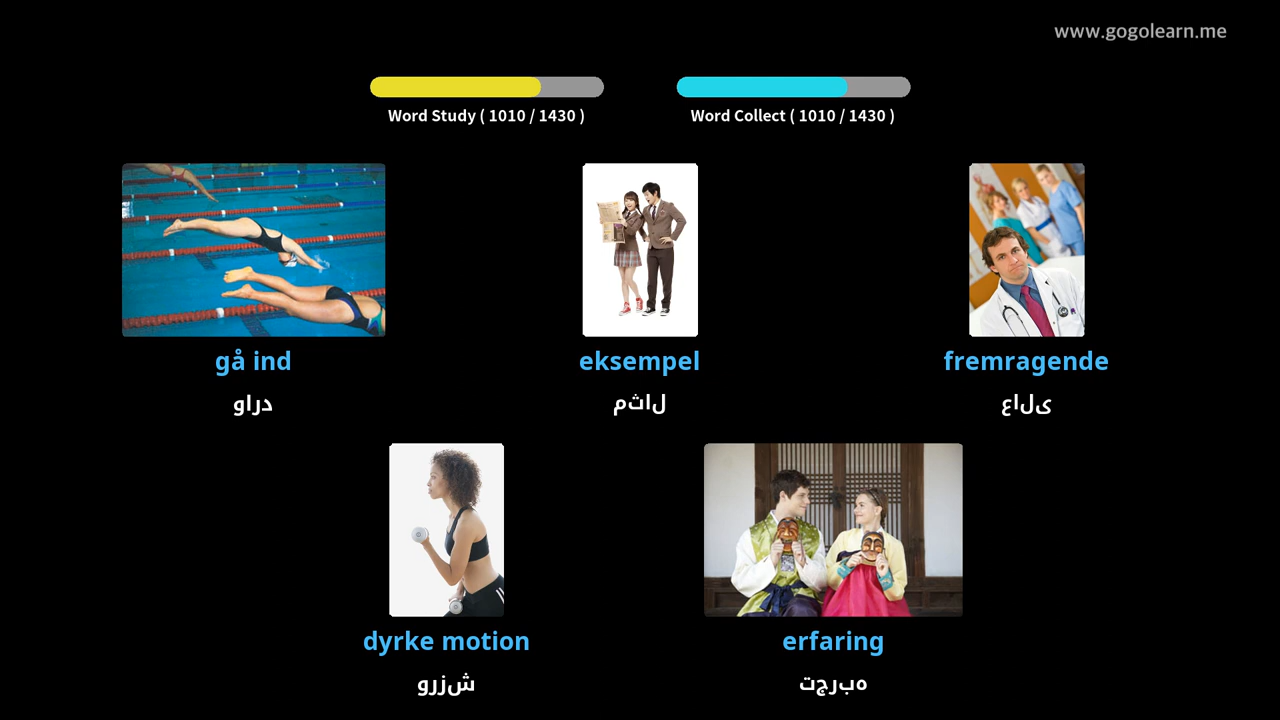 www.gogolearn.me
Word Study ( 1010 / 1430 )
Word Collect ( 1010 / 1430 )
gå ind
eksempel
fremragende
دراو
لاثم
یلاع
dyrke motion
erfaring
شزرو
هبرجت